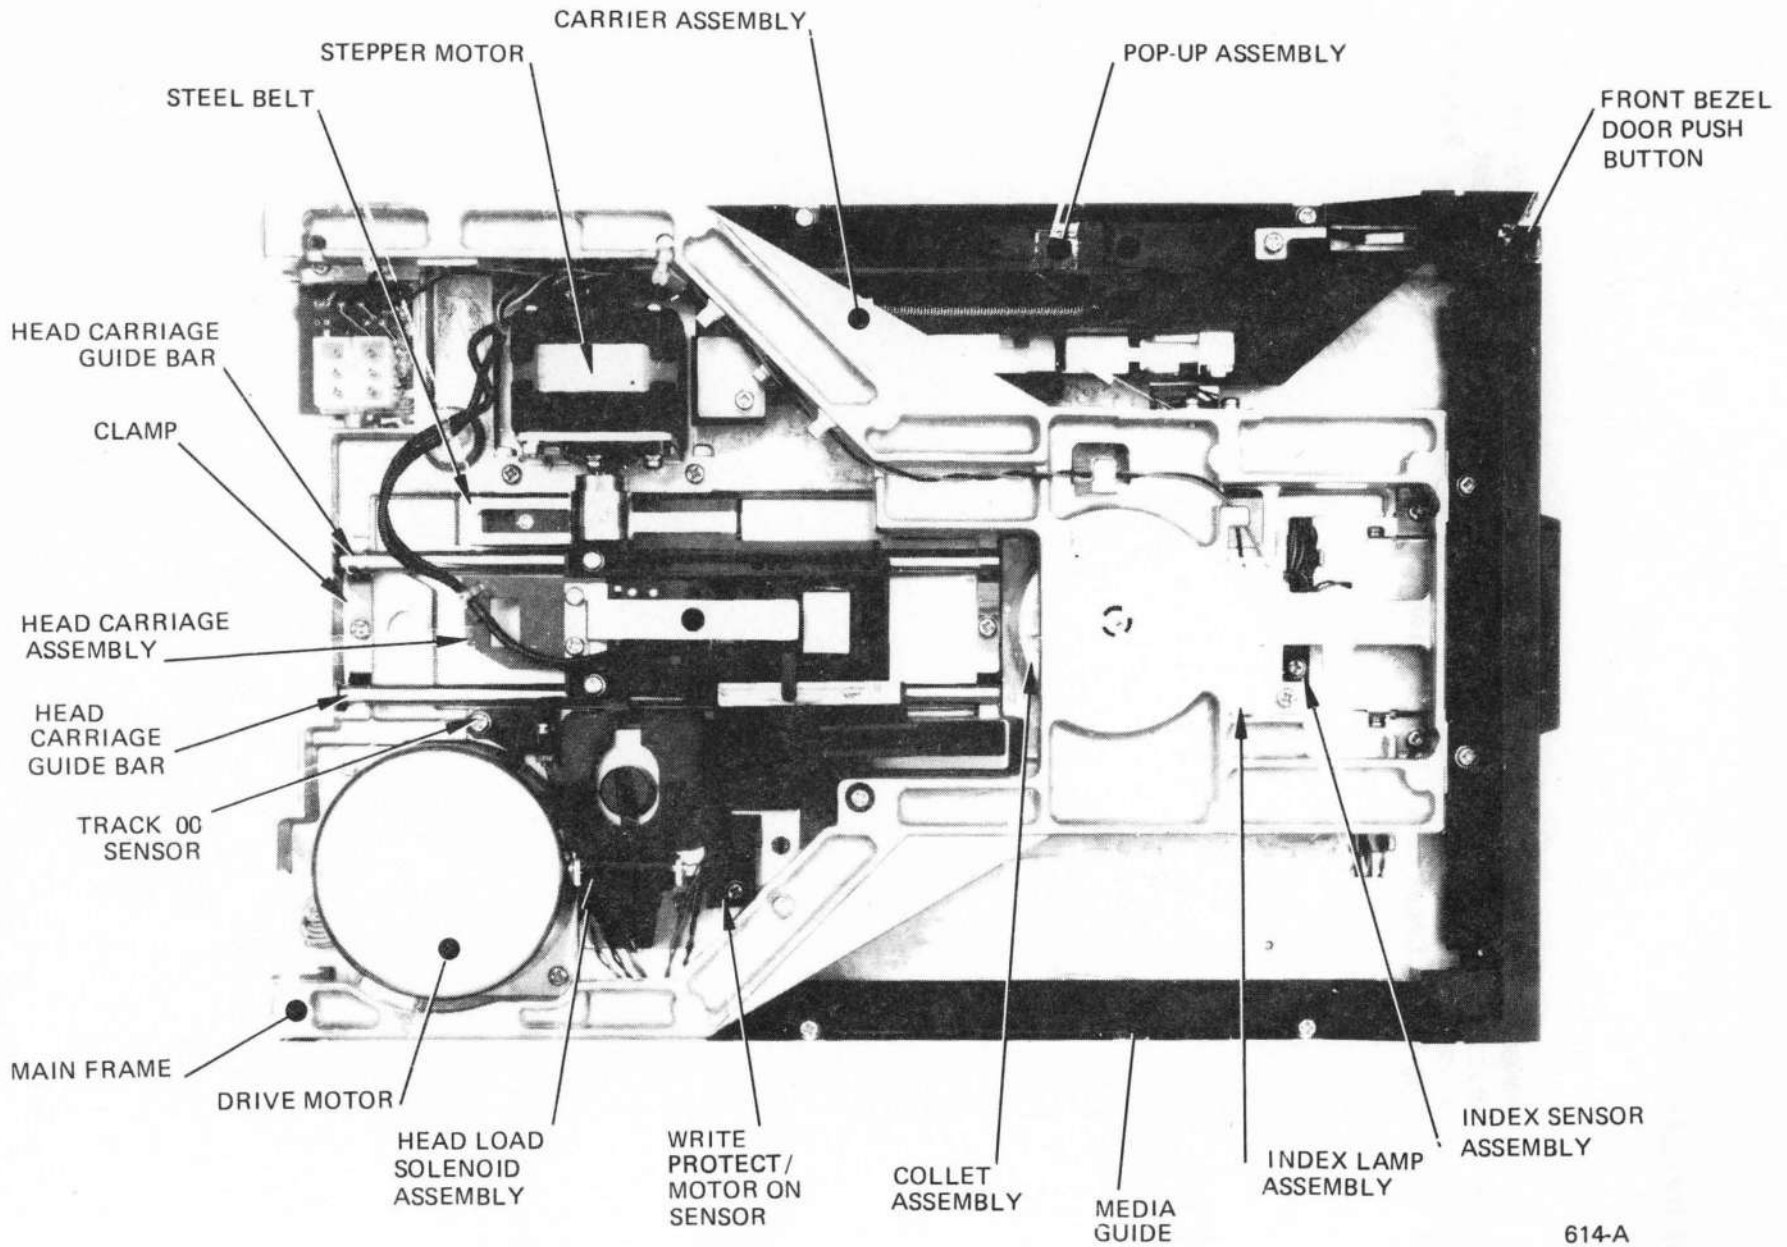 CARRIER ASSEMBLY
STEPPER MOTOR
POP-UP ASSEMBLY
STEEL BELT
FRONT BEZEL
DOOR PUSH
BUTTON
HEAD CARRIAGE
GUIDE BAR
CLAMP
HEAD CARRIAGE
ASSEMBLY
HEAD
CARRIAGE
GUIDE BAR
TRACK 00
SENSOR
MAIN FRAME
DRIVE MOTOR
HEAD LOAD
SOLENOID
ASSEMBLY
WRITE
PROTECT/
MOTOR ON
SENSOR
COLLET
ASSEMBLY
MEDIA
GUIDE
INDEX LAMP
ASSEMBLY
INDEX SENSOR
ASSEMBLY
614-A